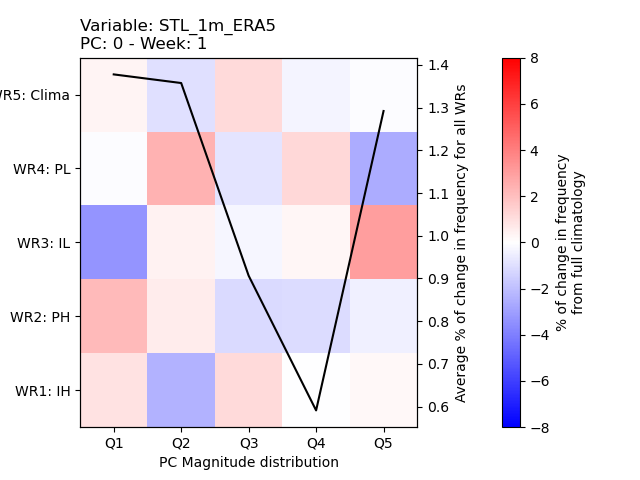 Variable: STL_1m_ERA5
PC: 0 - Week: 1
WR5: Clima
WR4: PL
WR3: IL
WR2: PH
WR1: IH
Q1 Q2 Q3 Q4 Q5
PC Magnitude distribution
1.4
1.3
1.2
1.1
1.0
0.9
0.8
0.7
0.6
Average % of change in frequency for all WRs
8
6
4
2
0
−2
−4
−6
−8
% of change in frequency
from full climatology